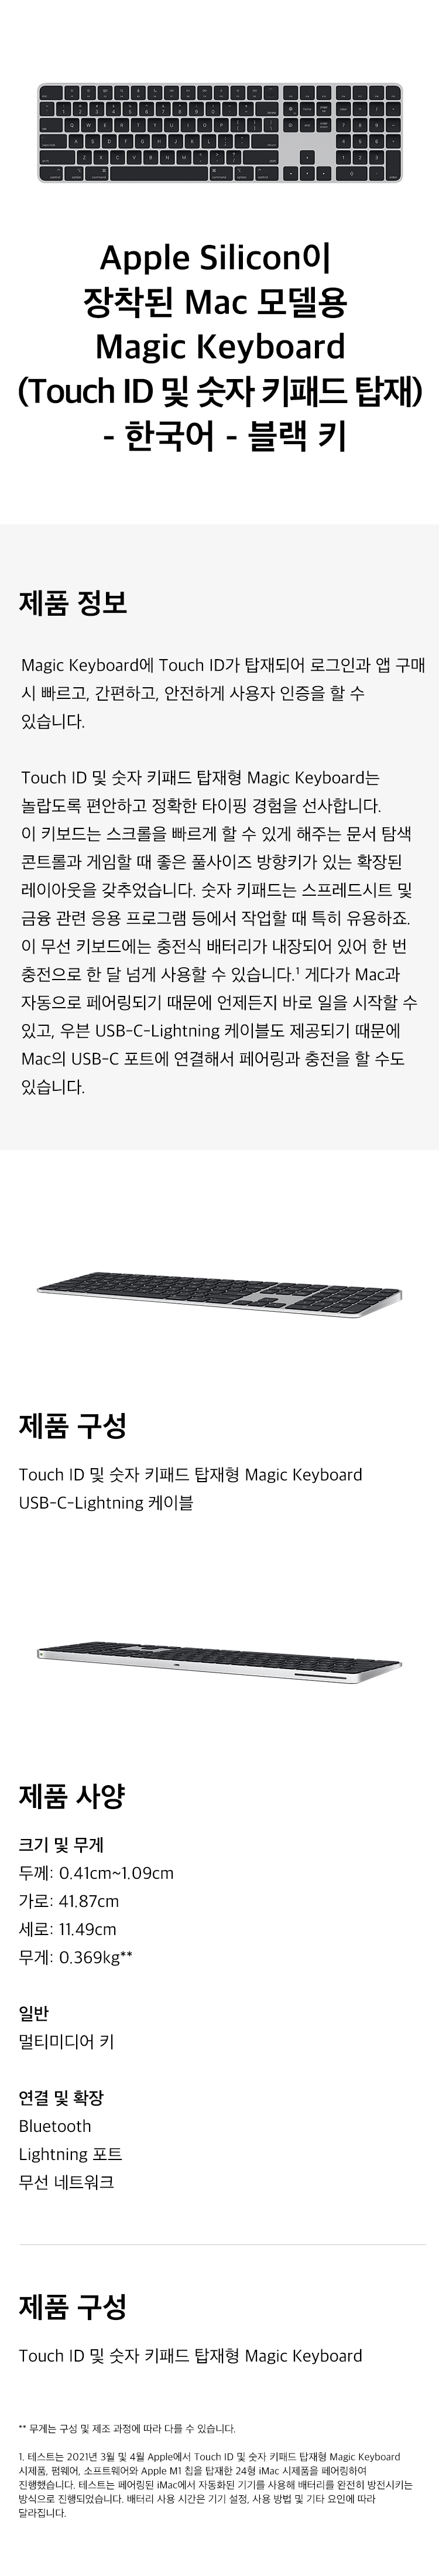 Apple Silicon이
장착된 Mac 모델용
Magic Keyboard
(Touch ID 및 숫자 키패드 탑재)
- 한국어 - 블랙 키
제품 정보
Magic Keyboard에 Touch ID가 탑재되어 로그인과 앱 구매
시 빠르고, 간편하고, 안전하게 사용자 인증을 할 수
있습니다.
Touch ID 및 숫자 키패드 탑재형 Magic Keyboard는
놀랍도록 편안하고 정확한 타이핑 경험을 선사합니다.
이 키보드는 스크롤을 빠르게 할 수 있게 해주는 문서 탐색
콘트롤과 게임할 때 좋은 풀사이즈 방향키가 있는 확장된
레이아웃을 갖추었습니다. 숫자 키패드는 스프레드시트 및
금융 관련 응용 프로그램 등에서 작업할 때 특히 유용하죠.
이 무선 키보드에는 충전식 배터리가 내장되어 있어 한 번
충전으로 한 달 넘게 사용할 수 있습니다.¹ 게다가 Mac과
자동으로 페어링되기 때문에 언제든지 바로 일을 시작할 수
있고, 우븐 USB-C-Lightning 케이블도 제공되기 때문에
Mac의 USB-C 포트에 연결해서 페어링과 충전을 할 수도
있습니다.
제품 구성
Touch ID 및 숫자 키패드 탑재형 Magic Keyboard
USB-C-Lightning 케이블
제품 사양
크기 및 무게
두께: 0.41cm~1.09cm
가로: 41.87cm
세로: 11.49cm
무게: 0.369kg**
일반
멀티미디어 키
연결 및 확장
Bluetooth
Lightning 포트
무선 네트워크
제품 구성
Touch ID 및 숫자 키패드 탑재형 Magic Keyboard
** 무게는 구성 및 제조 과정에 따라 다를 수 있습니다.
1. 테스트는 2021년 3월 및 4월 Apple에서 Touch ID 및 숫자 키패드 탑재형 Magic Keyboard
시제품, 펌웨어, 소프트웨어와 Apple M1 칩을 탑재한 24형 iMac 시제품을 페어링하여
진행했습니다. 테스트는 페어링된 iMac에서 자동화된 기기를 사용해 배터리를 완전히 방전시키는
방식으로 진행되었습니다. 배터리 사용 시간은 기기 설정, 사용 방법 및 기타 요인에 따라
달라집니다.